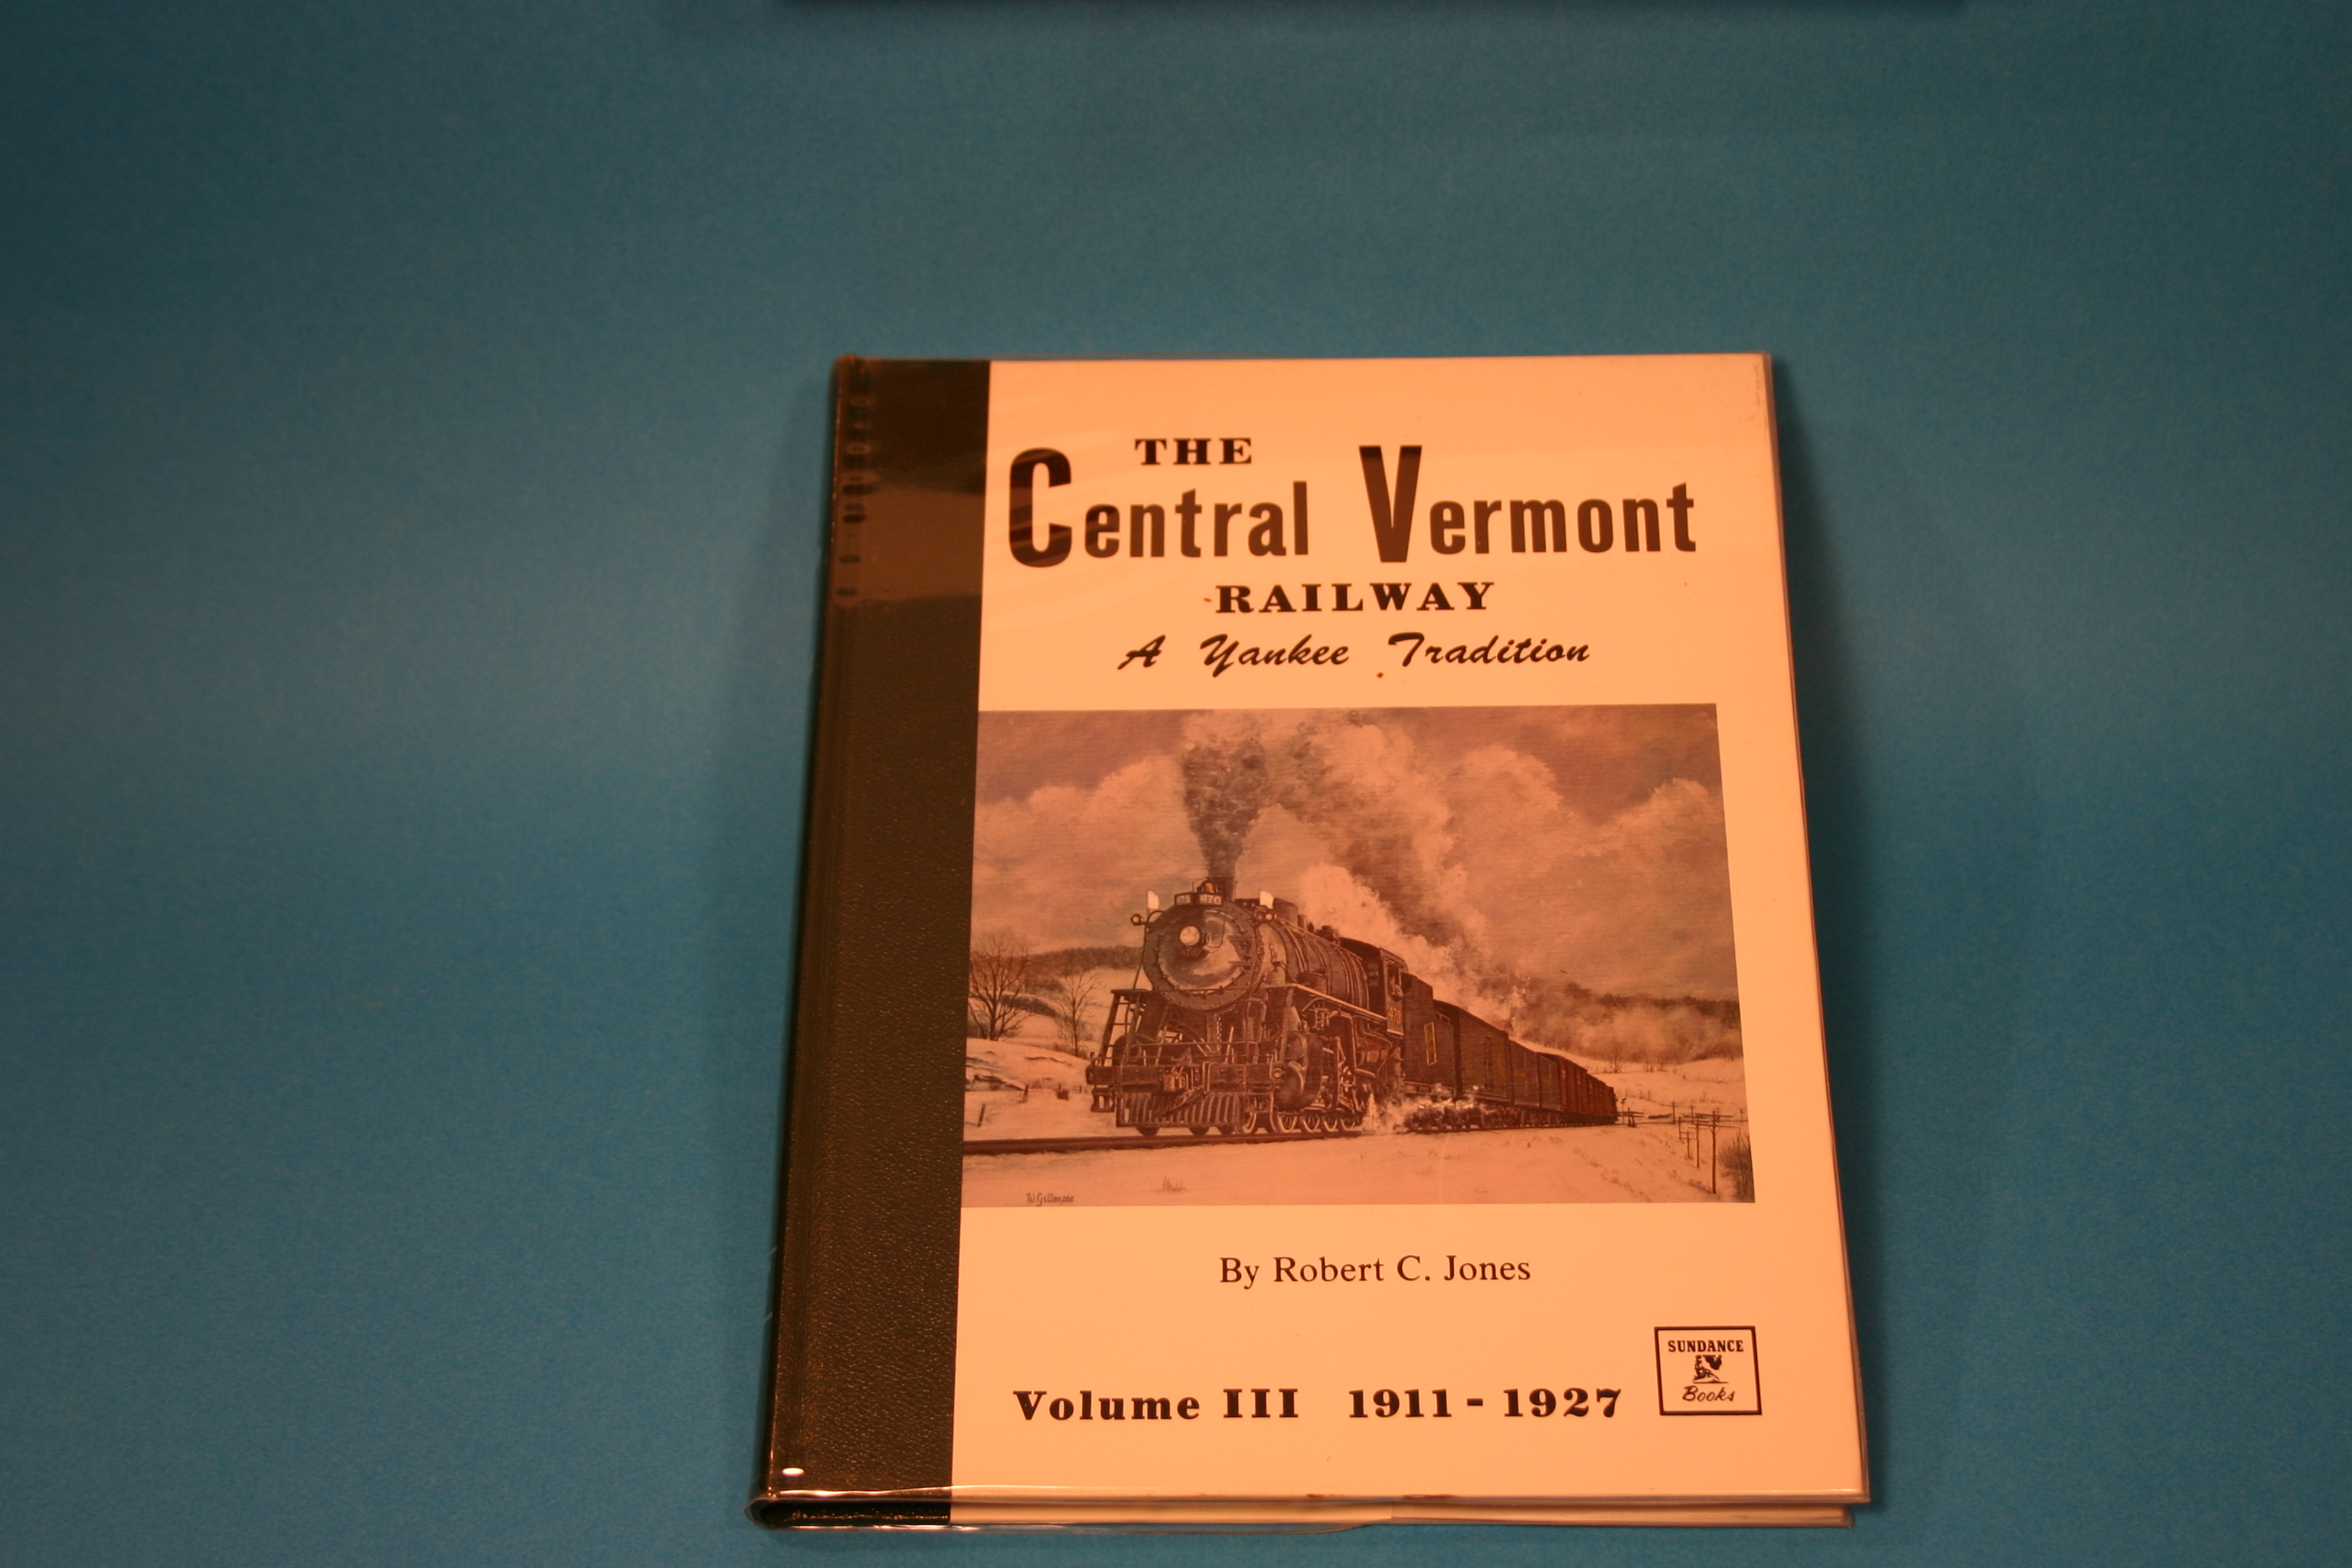 THE
Central Vermont
RAILWAY
A Yankee Tradition
By Robert C. Jones
Volume III 1911-1927
SUNDANCE
Books